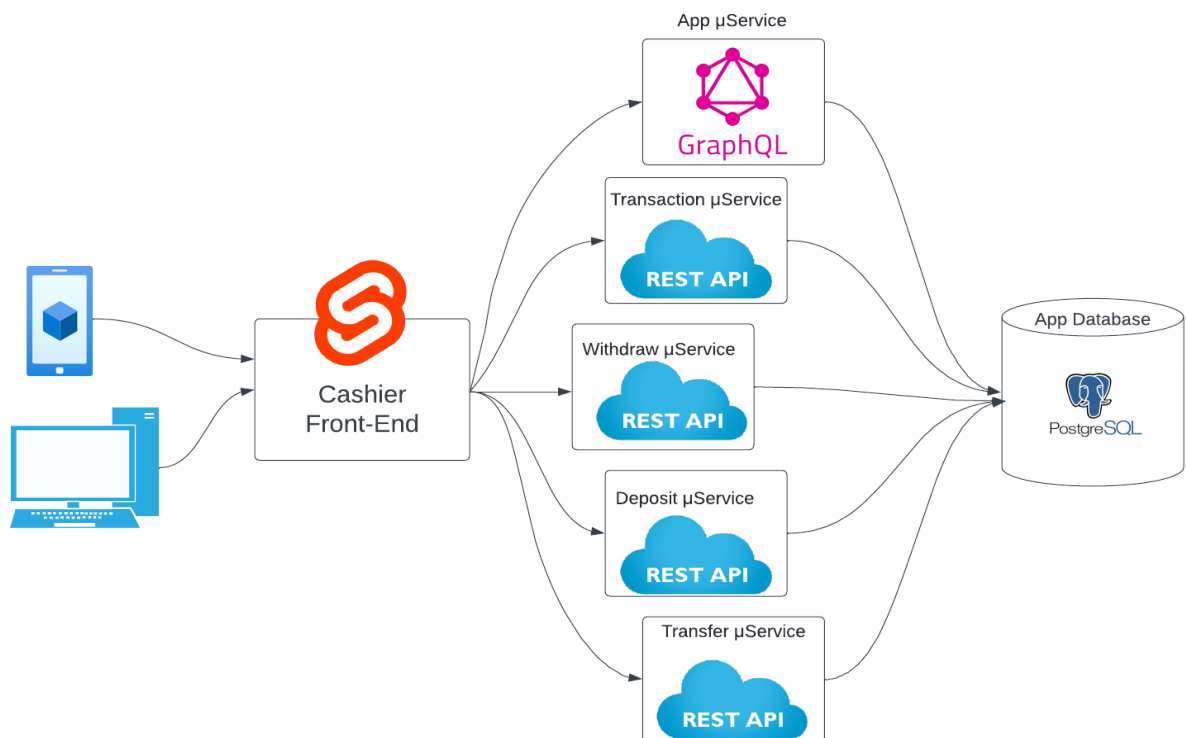 App µService
GraphQL
Transaction µService
REST API
Withdraw µService
REST API
Cashier
Front-End
App Database
PostgreSQL
Deposit µService
REST API
Transfer µService
REST API